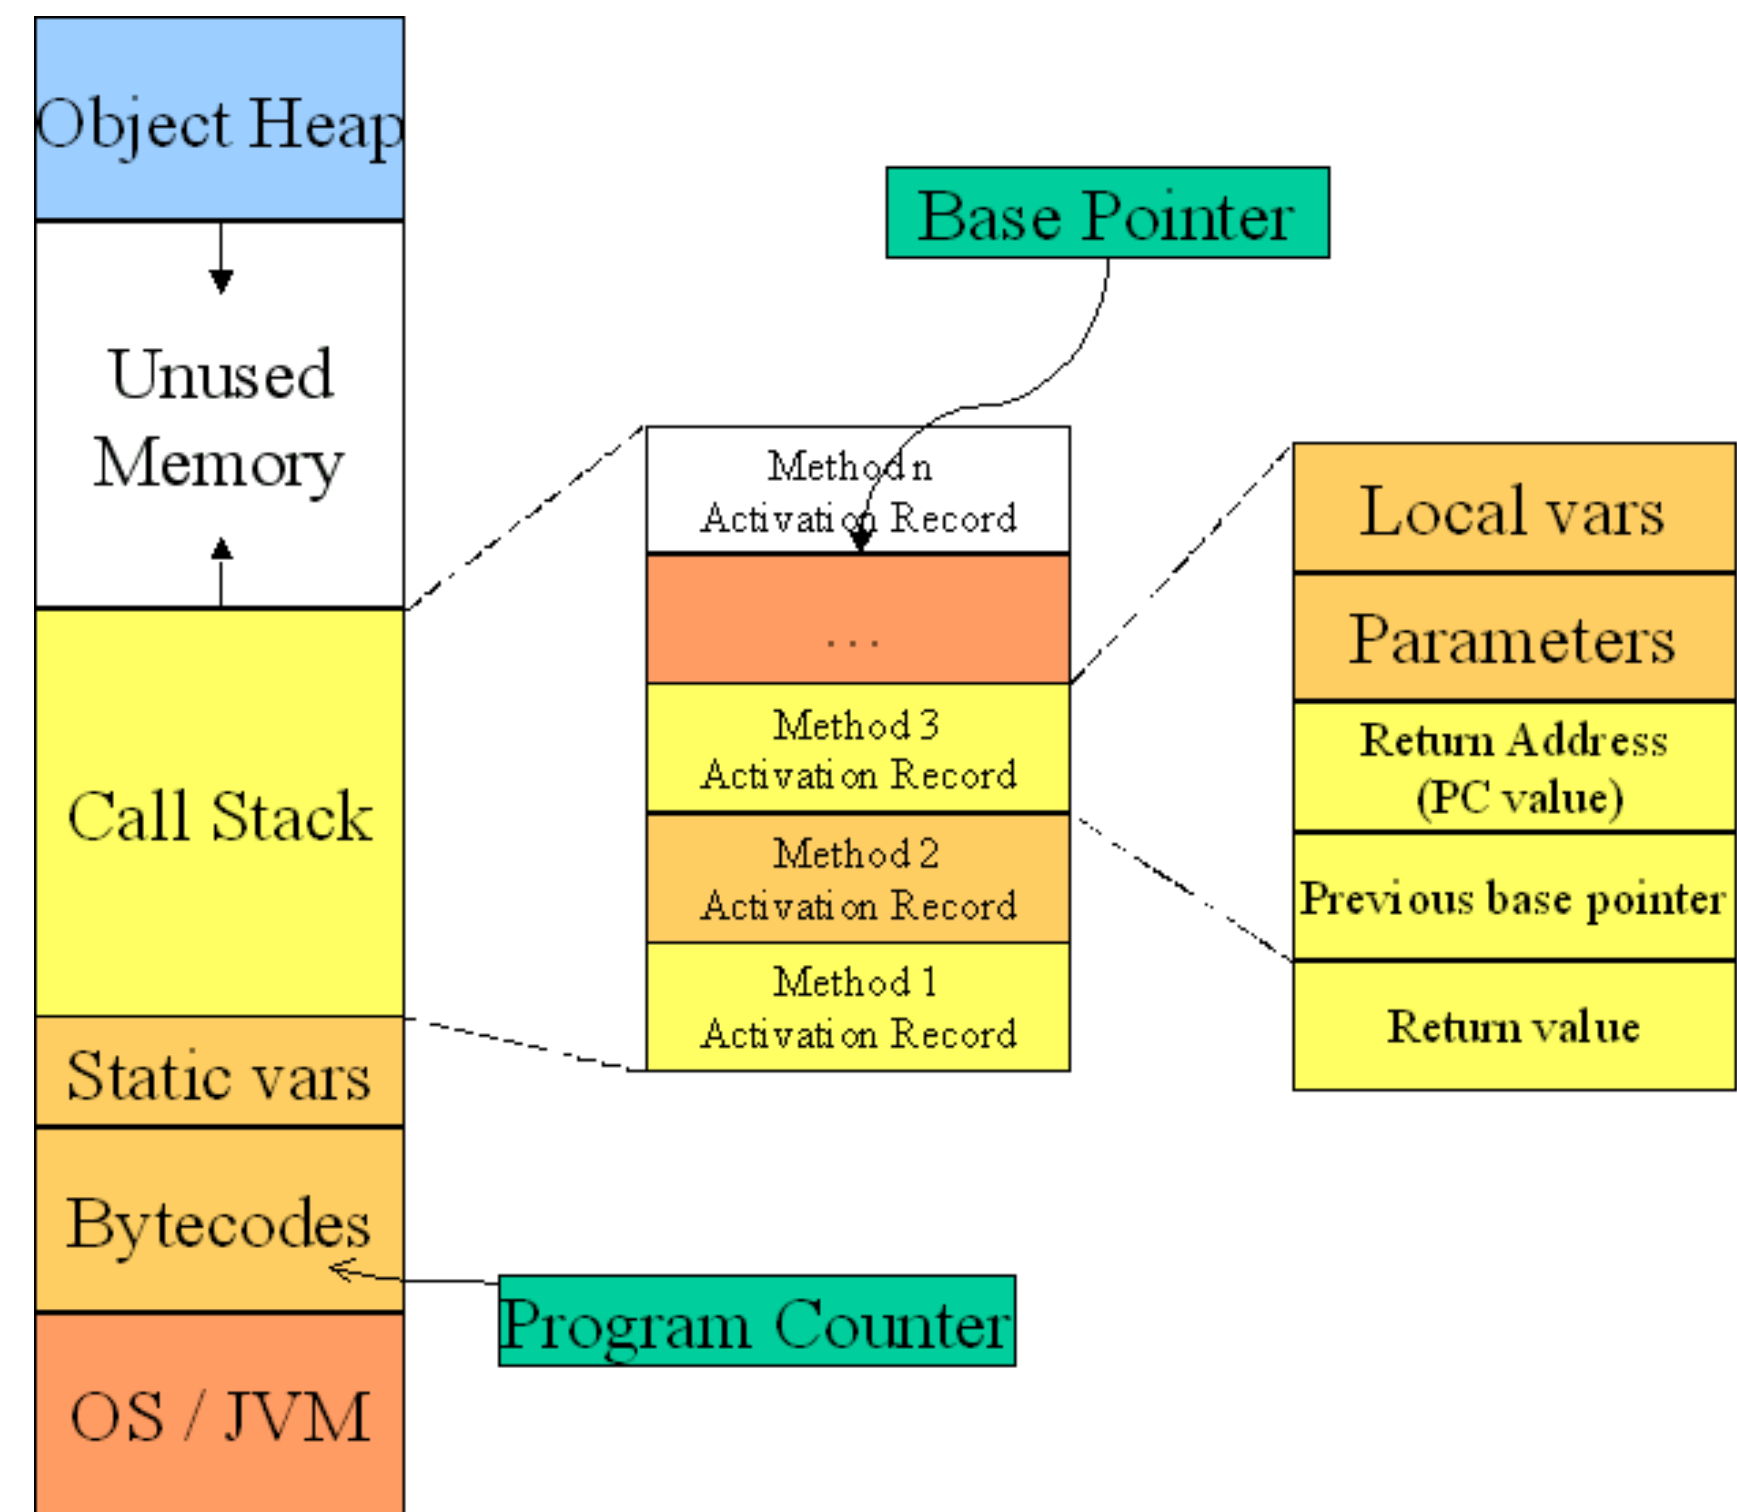 Object Heap
Unused
Memory
Call Stack
Static vars
Bytecodes
OS / JVM
Base Pointer
Method n
Activation Record
...
Method 3
Activation Record
Method 2
Activation Record
Method 1
Activation Record
Program Counter
Local vars
Parameters
Return Address
(PC value)
Previous base pointer
Return value